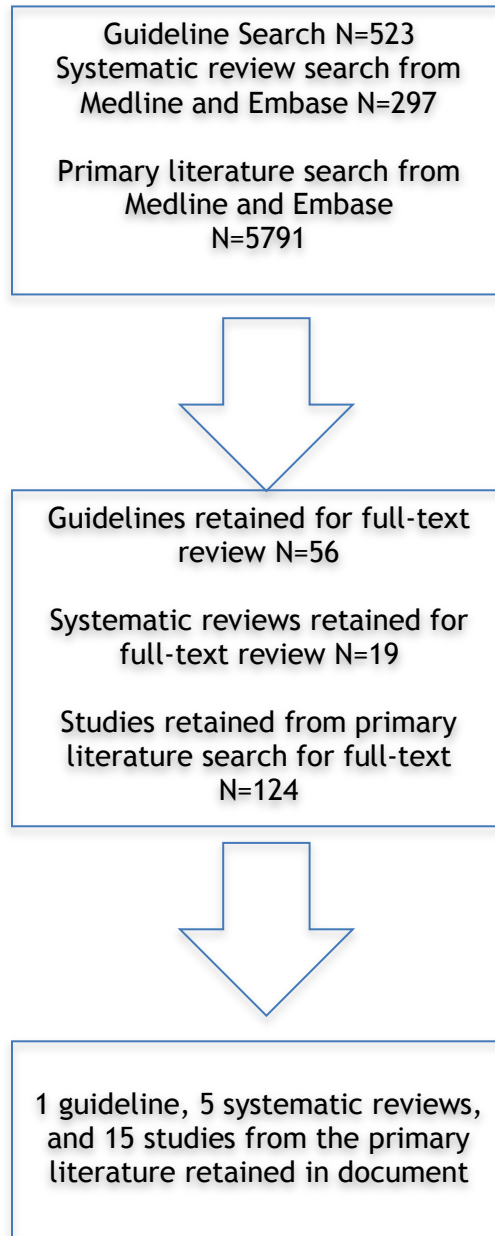 Guideline Search N=523
Systematic review search from
Medline and Embase N=297
Primary literature search from
Medline and Embase
N=5791
Guidelines retained for full-text
review N=56
Systematic reviews retained for
full-text review N=19
Studies retained from primary
literature search for full-text
N=124
1 guideline, 5 systematic reviews,
and 15 studies from the primary
literature retained in document